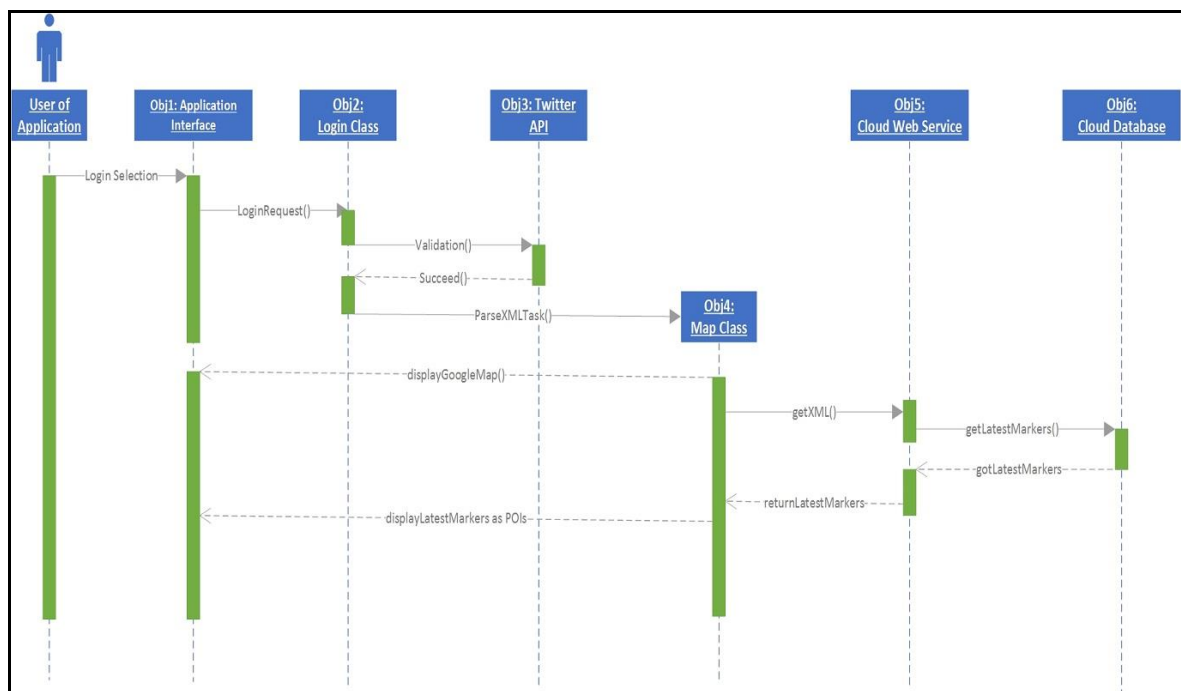 User of
Application
Obj1: Application
Interface
Obj2:
Login Class
Obj3: Twitter
API
Obj5:
Cloud Web Service
Obj6:
Cloud Database
Login Selection
LoginRequest()
Validation()
Succeed()
Obj4:
Map Class
ParseXMLTask()
displayGoogleMap()
getXML()
getLatestMarkers()
gotLatestMarkers
returnLatestMarkers
displayLatestMarkers as POIs